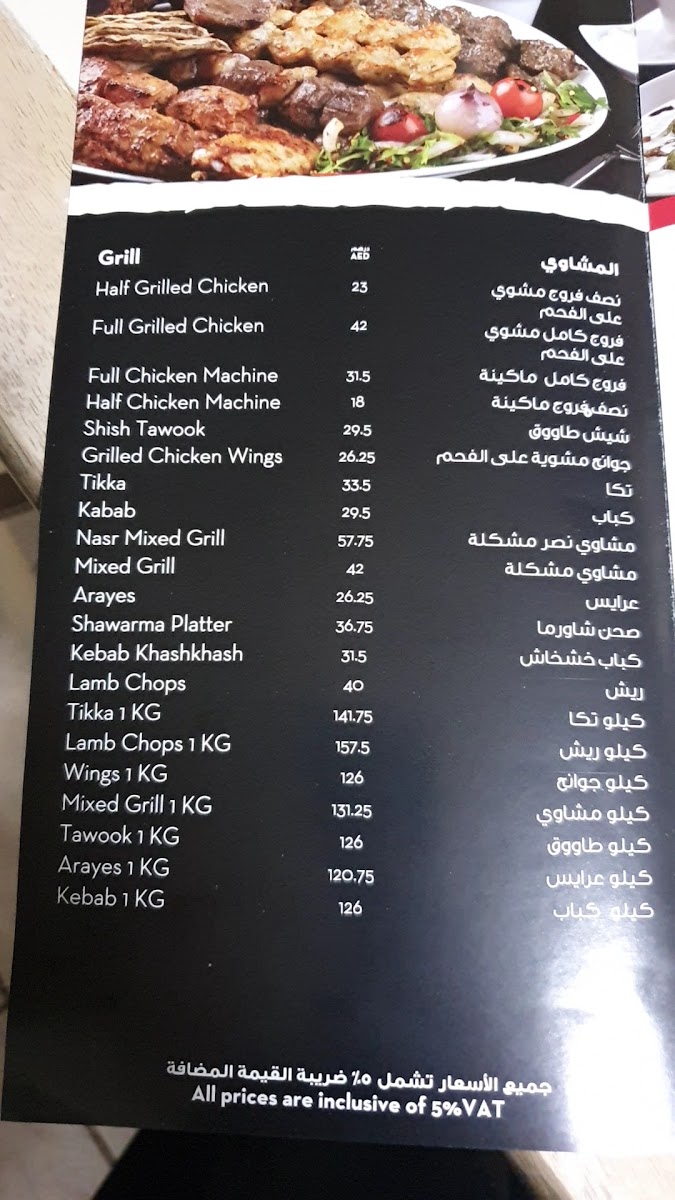 Grill درهم AED المشاوي
Half Grilled Chicken 23 نصف فروج مشوي
على الفحم
Full Grilled Chicken 42 فروج كامل مشوي
على الفحم
Full Chicken Machine 31.5 فروج كامل ماكينة
Half Chicken Machine 18 نصف فروج ماكينة
Shish Tawook 29.5 شيش طاووق
Grilled Chicken Wings 26.25 جوانح مشوية على الفحم
Tikka 33.5 تكا
Kabab 29.5 كباب
Nasr Mixed Grill 57.75 مشاوي نصر مشكلة
Mixed Grill 42 مشاوي مشكلة
Arayes 26.25 عرايس
Shawarma Platter 36.75 صحن شاورما
Kebab Khashkhash 31.5 كباب خشخاش
Lamb Chops 40 ريش
Tikka 1 KG 141.75 كيلو تكا
Lamb Chops 1 KG 157.5 كيلو ريش
Wings 1 KG 126 كيلو جوانح
Mixed Grill 1 KG 131.25 كيلو مشاوي
Tawook 1 KG 126 كيلو طاووق
Arayes 1 KG 120.75 كيلو عرايس
Kebab 1 KG 126 كيلو كباب
جميع الأسعار تشمل ٥٪ ضريبة القيمة المضافة
All prices are inclusive of 5%VAT